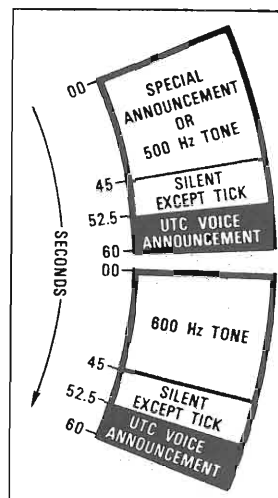 00
SPECIAL
ANNOUNCEMENT
OR
500 Hz TONE
45
SILENT
EXCEPT TICK
52.5
UTC VOICE
ANNOUNCEMENT
60
00
SECONDS
600 Hz TONE
45
SILENT
EXCEPT TICK
52.5
UTC VOICE
ANNOUNCEMENT
60